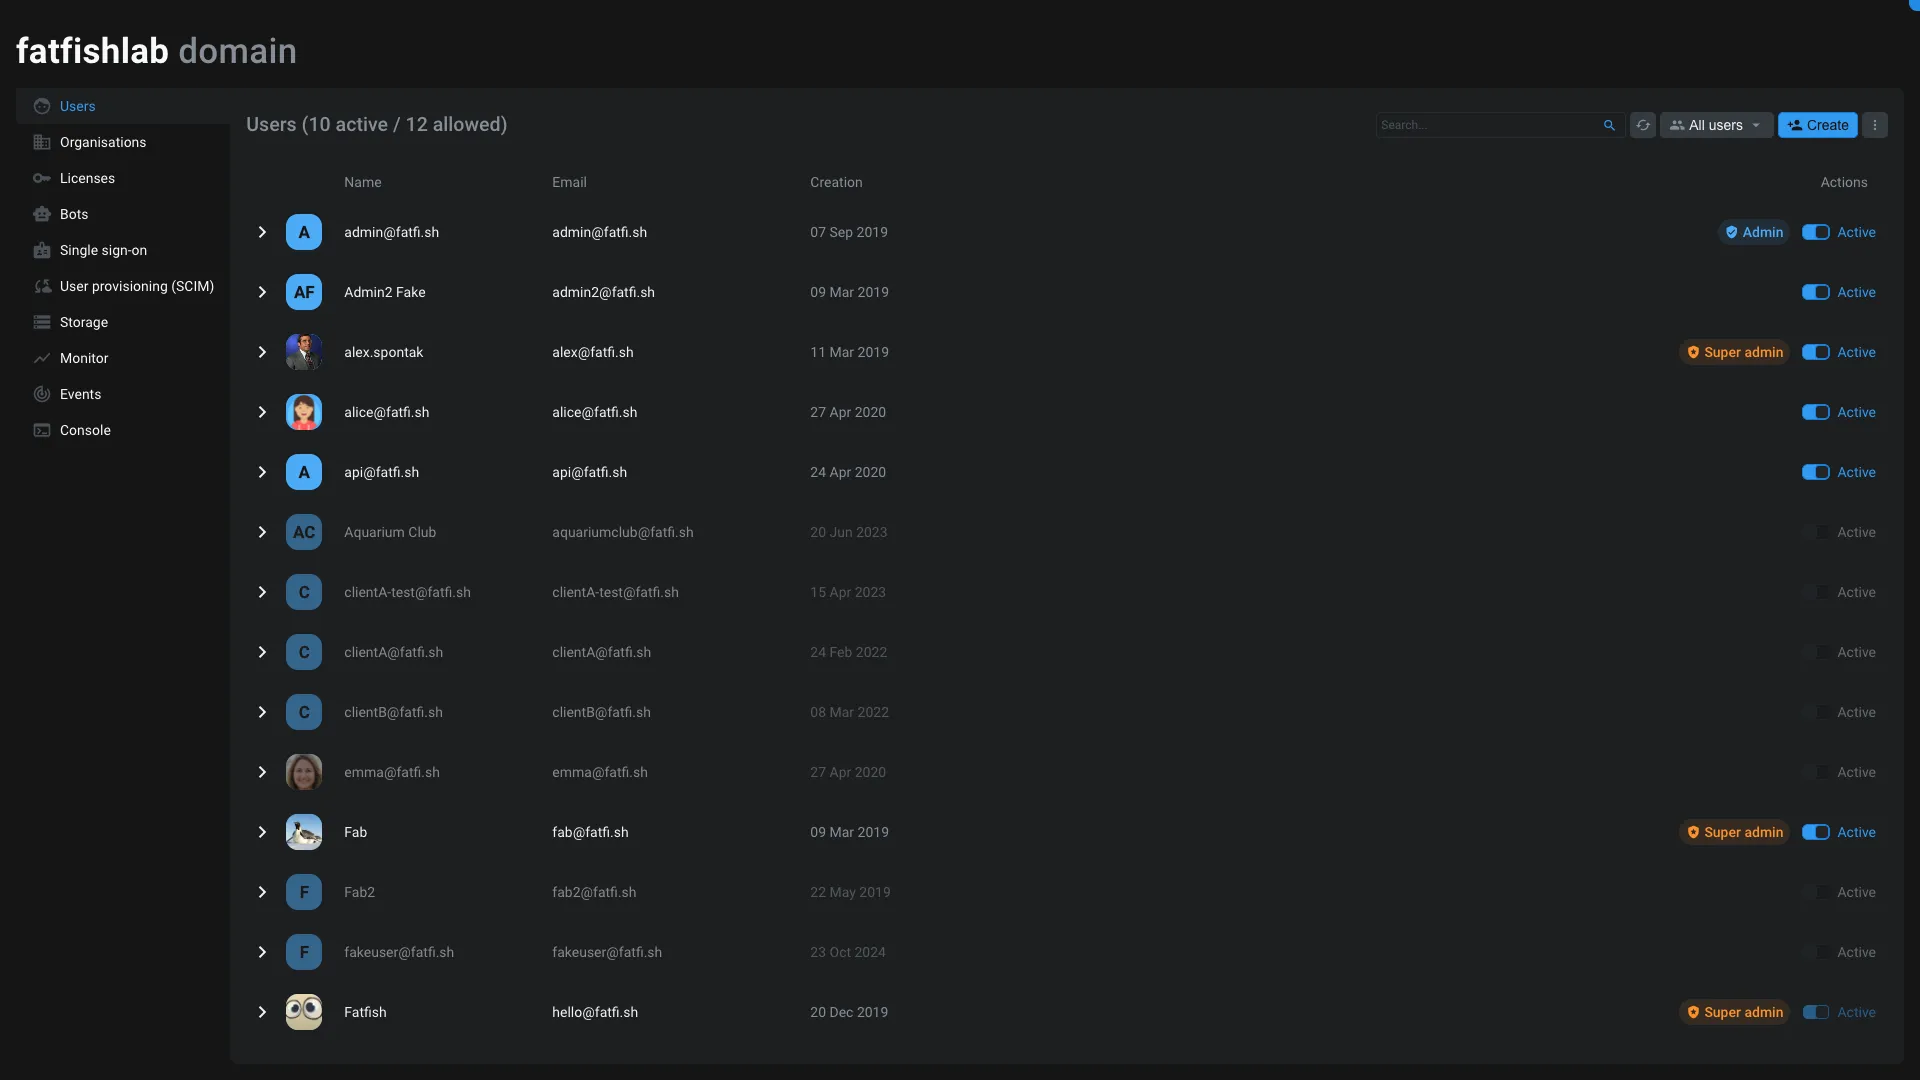 fatfishlab domain
Users
Organisations
Licenses
Bots
Single sign-on
User provisioning (SCIM)
Storage
Monitor
Events
Console
Users (10 active / 12 allowed)
Search...
All users
Create
Name Email Creation Actions
A admin@fatfi.sh admin@fatfi.sh 07 Sep 2019 Admin Active
AF Admin2 Fake admin2@fatfi.sh 09 Mar 2019 Active
alex.spontak alex@fatfi.sh 11 Mar 2019 Super admin Active
alice@fatfi.sh alice@fatfi.sh 27 Apr 2020 Active
A api@fatfi.sh api@fatfi.sh 24 Apr 2020 Active
AC Aquarium Club aquariumclub@fatfi.sh 20 Jun 2023 Active
C clientA-test@fatfi.sh clientA-test@fatfi.sh 15 Apr 2023 Active
C clientA@fatfi.sh clientA@fatfi.sh 24 Feb 2022 Active
C clientB@fatfi.sh clientB@fatfi.sh 08 Mar 2022 Active
emma@fatfi.sh emma@fatfi.sh 27 Apr 2020 Active
Fab fab@fatfi.sh 09 Mar 2019 Super admin Active
F Fab2 fab2@fatfi.sh 22 May 2019 Active
F fakeuser@fatfi.sh fakeuser@fatfi.sh 23 Oct 2024 Active
Fatfish hello@fatfi.sh 20 Dec 2019 Super admin Active